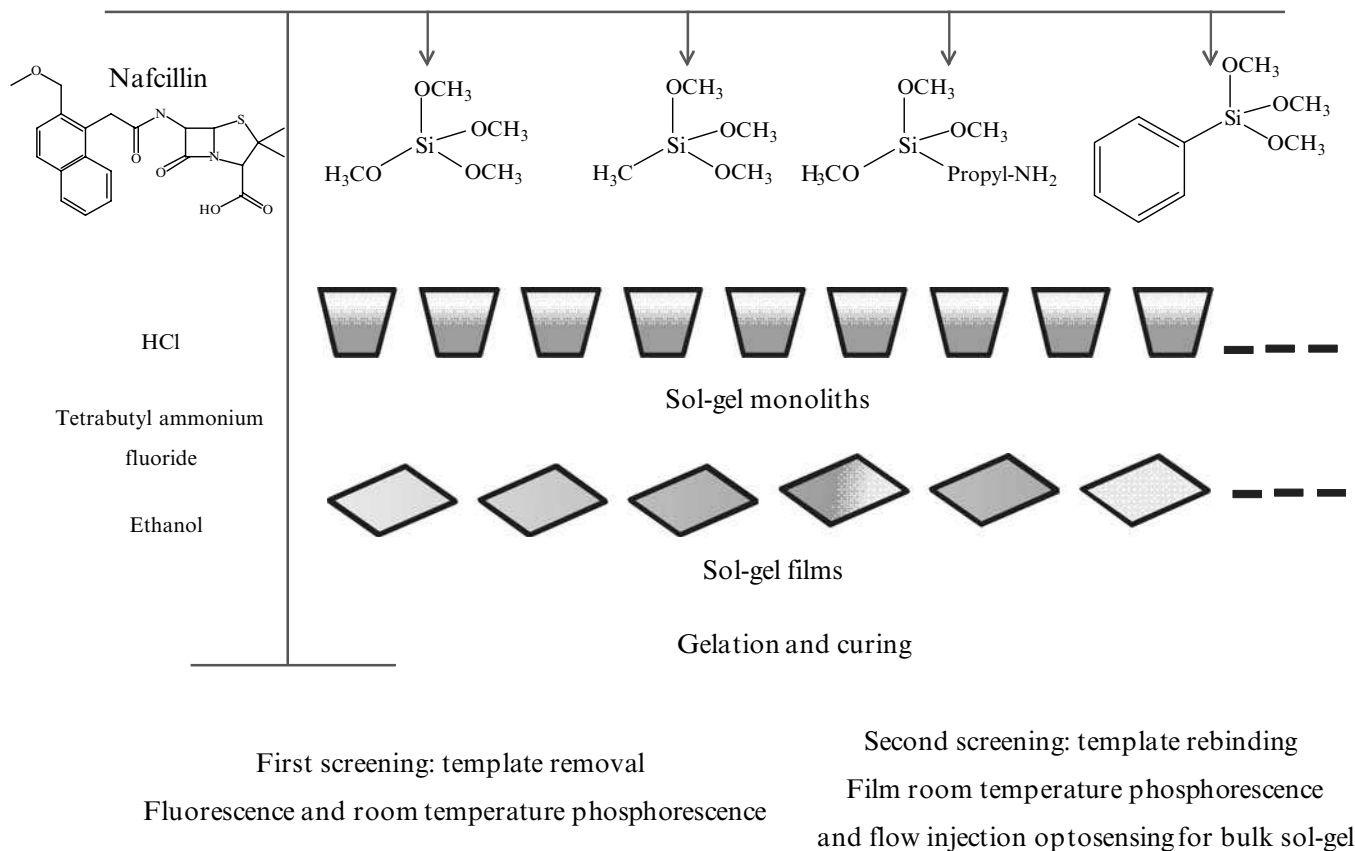 Nafcillin
O
N
O
S
N
O
HO
O
OCH3
Si
OCH3
H3CO
OCH3
OCH3
Si
OCH3
H3C
OCH3
OCH3
Si
OCH3
H3CO
Propyl-NH2
OCH3
Si
OCH3
OCH3
HCl
Sol-gel monoliths
Tetrabutyl ammonium
fluoride
Ethanol
Sol-gel films
Gelation and curing
First screening: template removal
Fluorescence and room temperature phosphorescence
Second screening: template rebinding
Film room temperature phosphorescence
and flow injection optosensing for bulk sol-gel